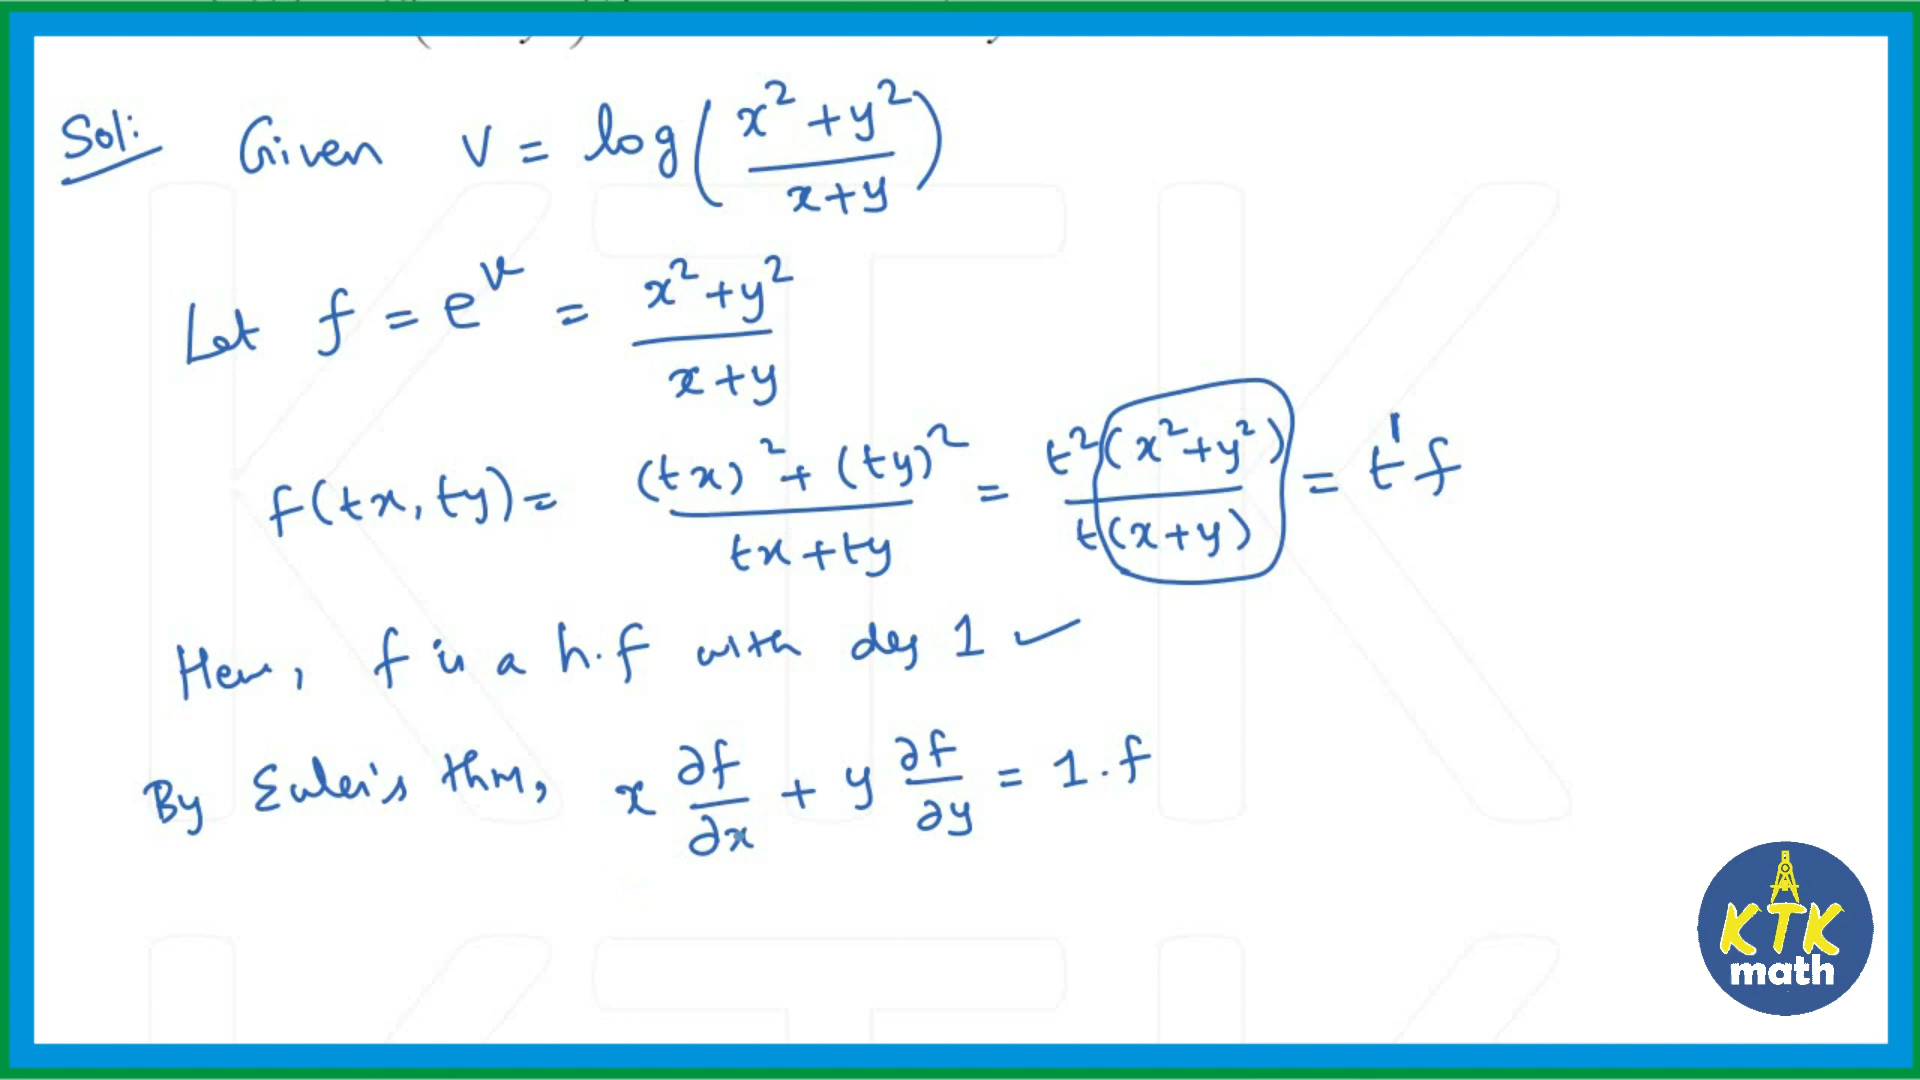 Sol: Given v = log(x²+y² / x+y)
Let f = e^v = x²+y² / x+y
f(tx, ty) = (tx)²+(ty)² / tx+ty = t²(x²+y²) / t(x+y) = t¹f
Here, f is a h.f with deg 1 ✓
By Euler's thm, x ∂f/∂x + y ∂f/∂y = 1.f
KTK
math